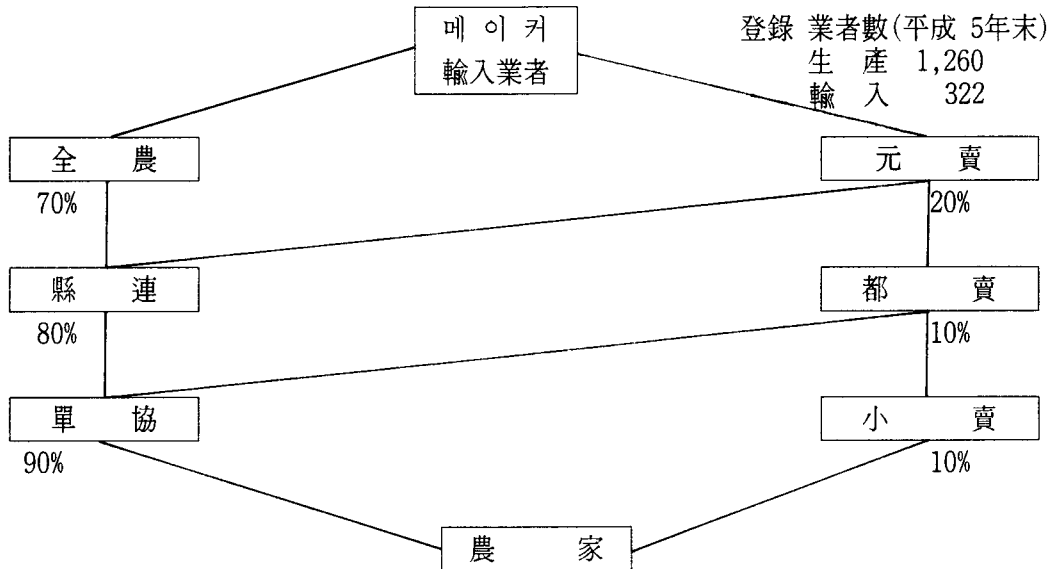 메 이 커
輸入業者
登錄 業者數(平成 5年末)
生 産 1,260
輸 入 322
全 農
元 賣
70%
20%
縣 連
都 賣
80%
10%
單 協
小 賣
90%
10%
農 家